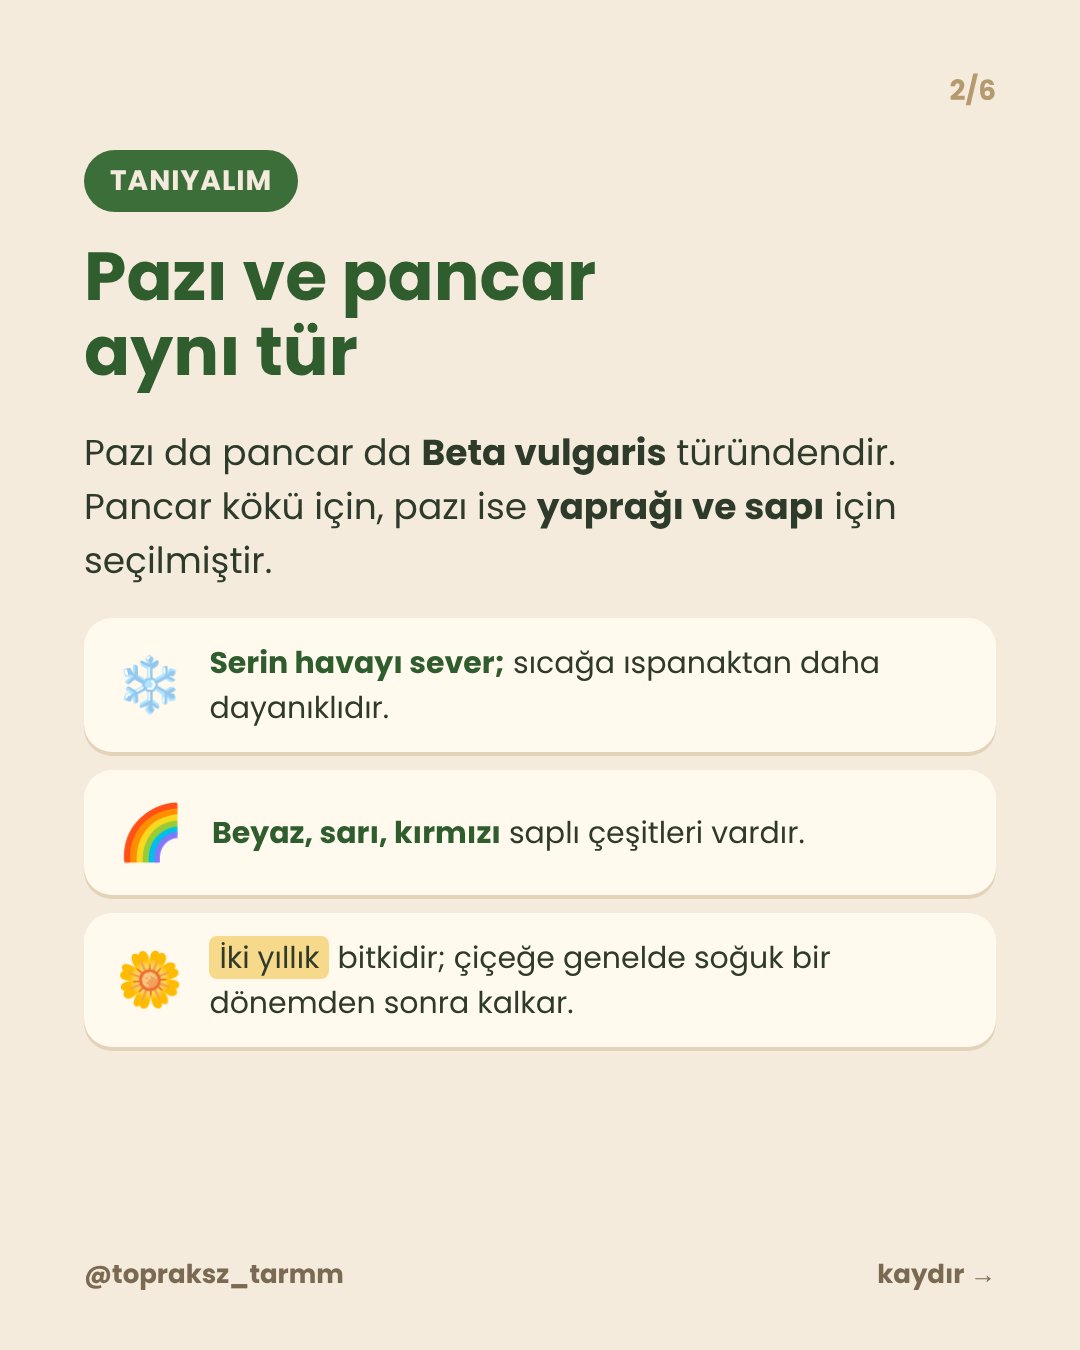 2/6
TANIYALIM
Pazı ve pancar
aynı tür
Pazı da pancar da Beta vulgaris türündendir.
Pancar kökü için, pazı ise yaprağı ve sapı için
seçilmiştir.
Serin havayı sever; sıcağa ıspanaktan daha
dayanıklıdır.
Beyaz, sarı, kırmızı saplı çeşitleri vardır.
İki yıllık bitkidir; çiçeğe genelde soğuk bir
dönemden sonra kalkar.
@topraksz_tarmm
kaydır →